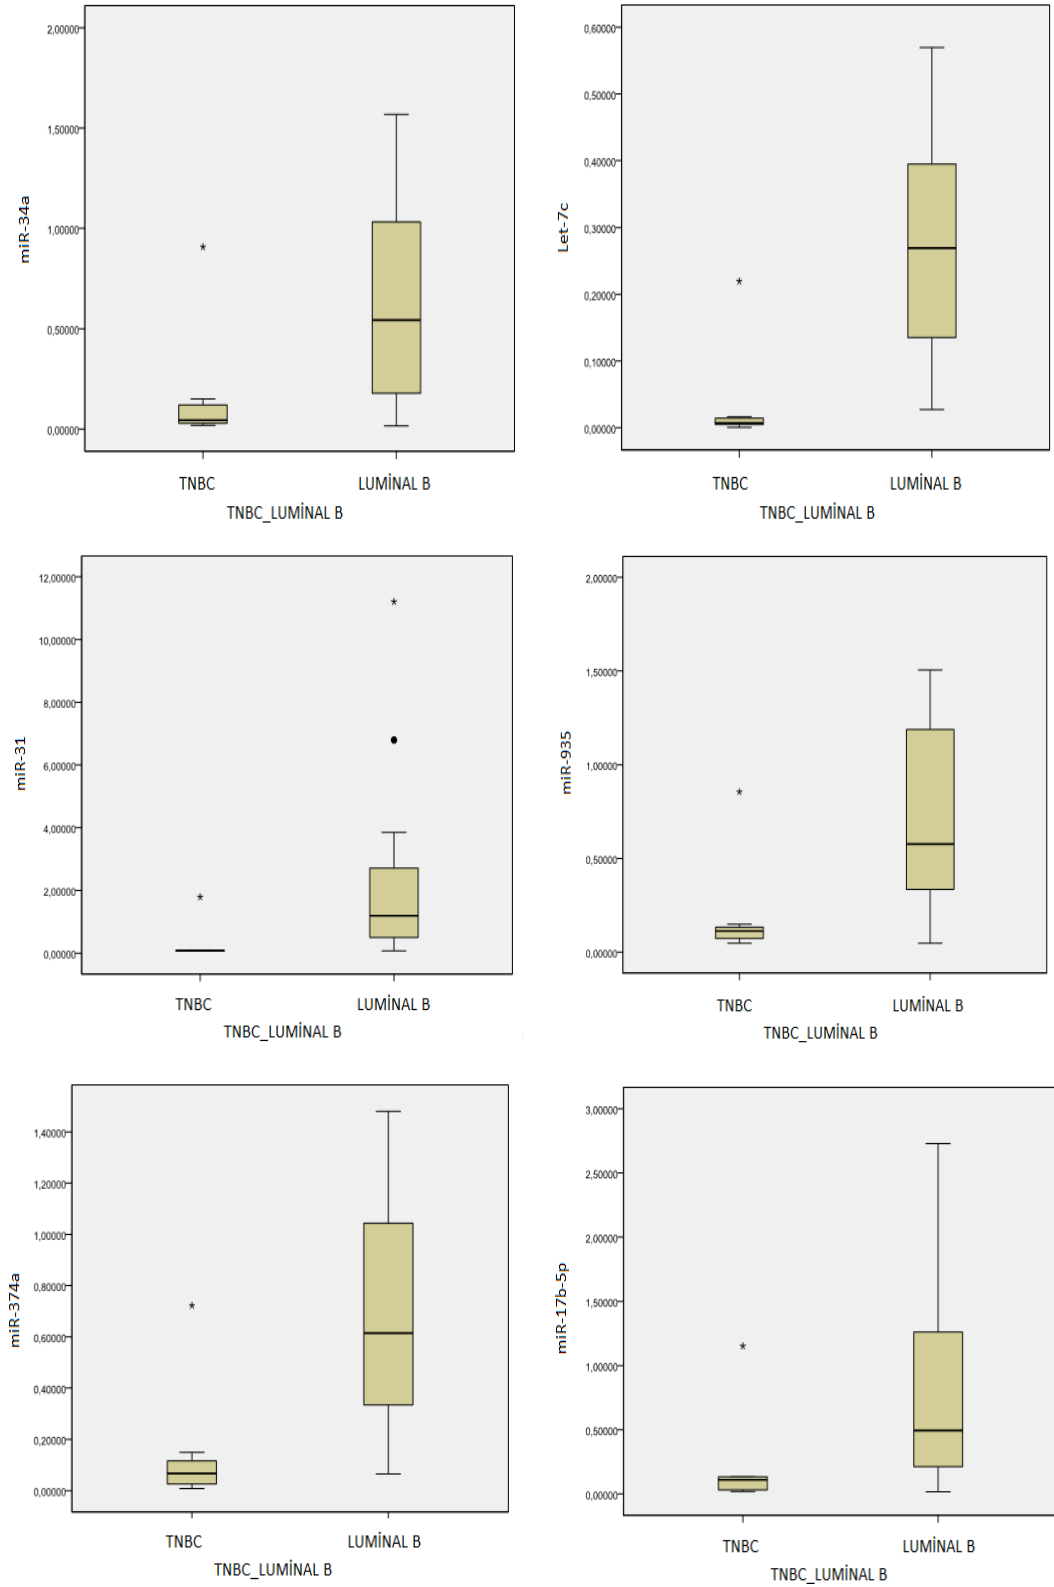 2,00000
1,50000
1,00000
0,50000
0,00000
miR-34a
TNBC LUMİNAL B
TNBC_LUMİNAL B
0,60000
0,50000
0,40000
0,30000
0,20000
0,10000
0,00000
Let-7c
TNBC LUMİNAL B
TNBC_LUMİNAL B
12,00000
10,00000
8,00000
6,00000
4,00000
2,00000
0,00000
miR-31
TNBC LUMİNAL B
TNBC_LUMİNAL B
2,00000
1,50000
1,00000
0,50000
0,00000
miR-935
TNBC LUMİNAL B
TNBC_LUMİNAL B
1,40000
1,20000
1,00000
0,80000
0,60000
0,40000
0,20000
0,00000
miR-374a
TNBC LUMİNAL B
TNBC_LUMİNAL B
3,00000
2,50000
2,00000
1,50000
1,00000
0,50000
0,00000
miR-17b-5p
TNBC LUMİNAL B
TNBC_LUMİNAL B